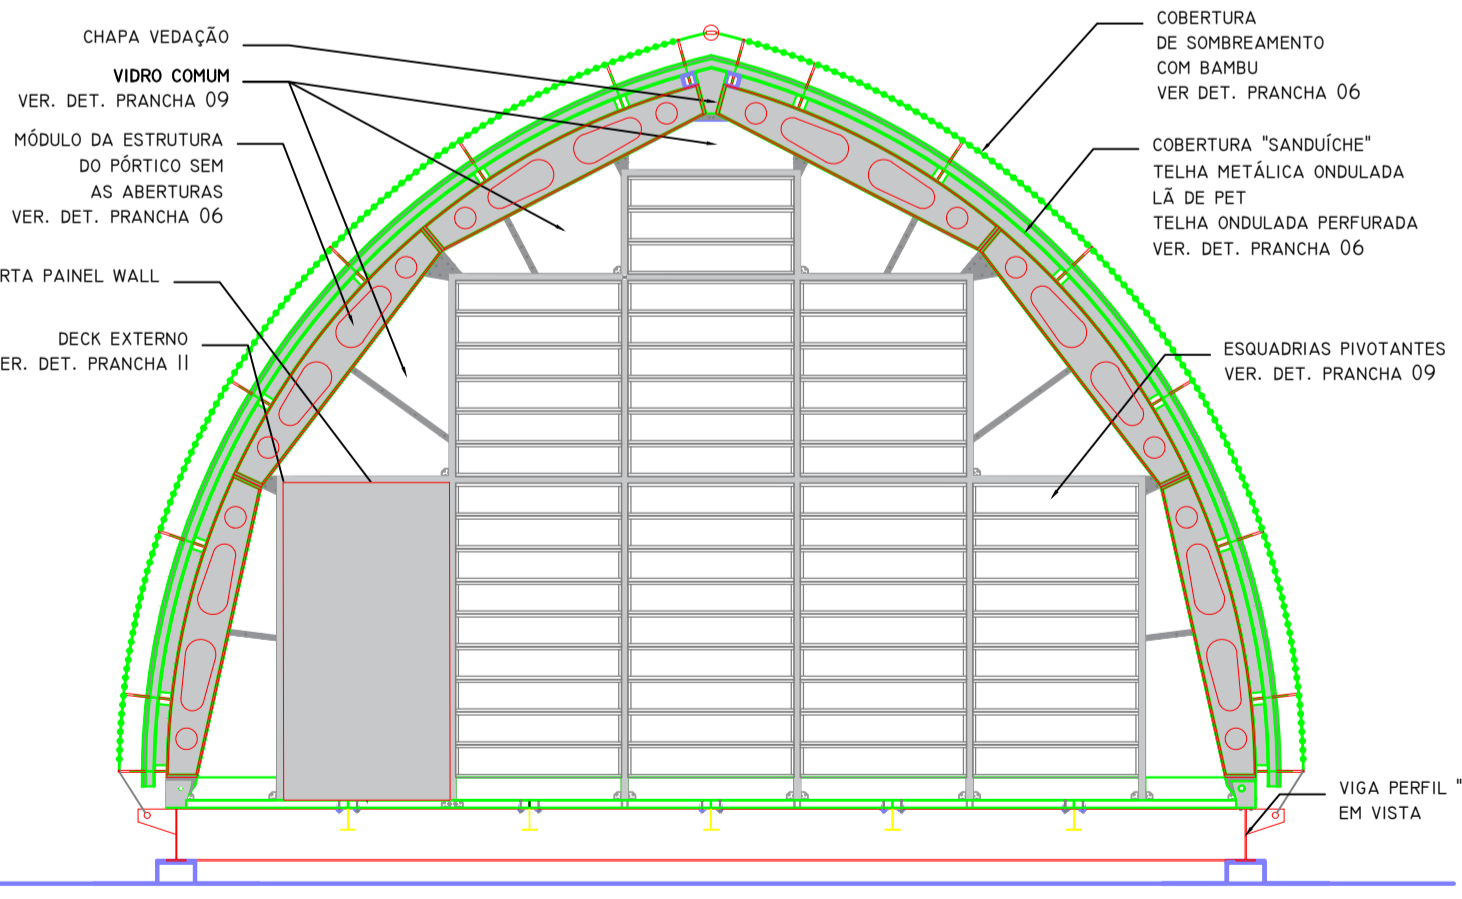 CHAPA VEDAÇÃO
VIDRO COMUM
VER. DET. PRANCHA 09
MÓDULO DA ESTRUTURA
DO PÓRTICO SEM
AS ABERTURAS
VER. DET. PRANCHA 06
RTA PAINEL WALL
DECK EXTERNO
ER. DET. PRANCHA 11
COBERTURA
DE SOMBREAMENTO
COM BAMBU
VER DET. PRANCHA 06
COBERTURA "SANDUÍCHE"
TELHA METÁLICA ONDULADA
LÃ DE PET
TELHA ONDULADA PERFURADA
VER. DET. PRANCHA 06
ESQUADRIAS PIVOTANTES
VER. DET. PRANCHA 09
VIGA PERFIL "
EM VISTA